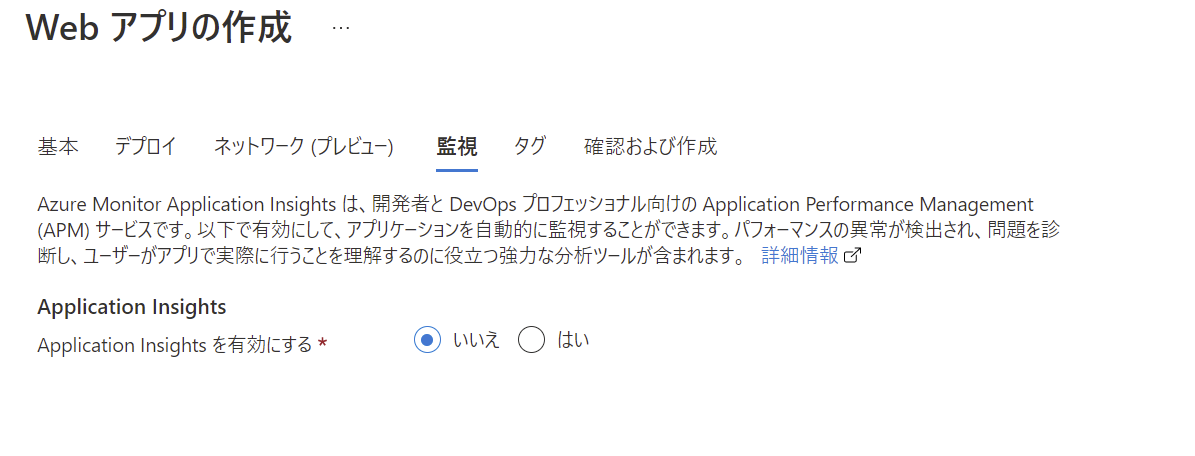 Web アプリの作成 …
基本 デプロイ ネットワーク (プレビュー) 監視 タグ 確認および作成
Azure Monitor Application Insights は、開発者と DevOps プロフェッショナル向けの Application Performance Management
(APM) サービスです。以下で有効にして、アプリケーションを自動的に監視することができます。パフォーマンスの異常が検出され、問題を診
断し、ユーザーがアプリで実際に行うことを理解するのに役立つ強力な分析ツールが含まれます。 詳細情報
Application Insights
Application Insights を有効にする * いいえ はい